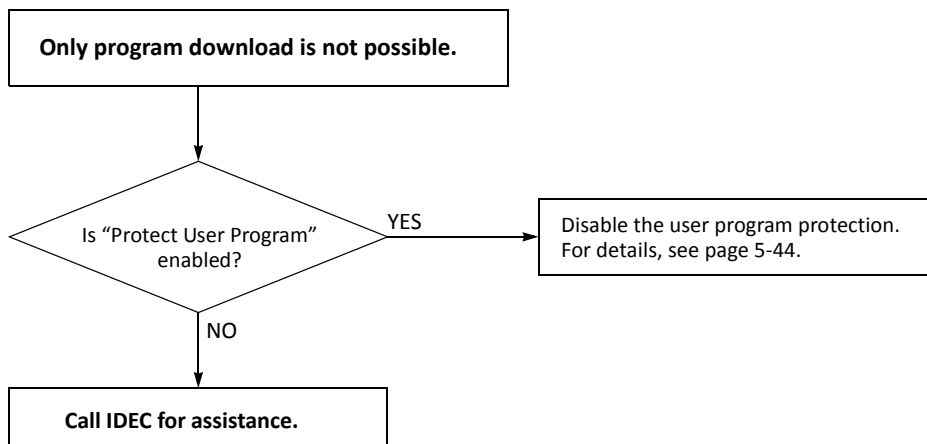 Only program download is not possible.
Is “Protect User Program”
enabled?
YES
Disable the user program protection.
For details, see page 5-44.
NO
Call IDEC for assistance.